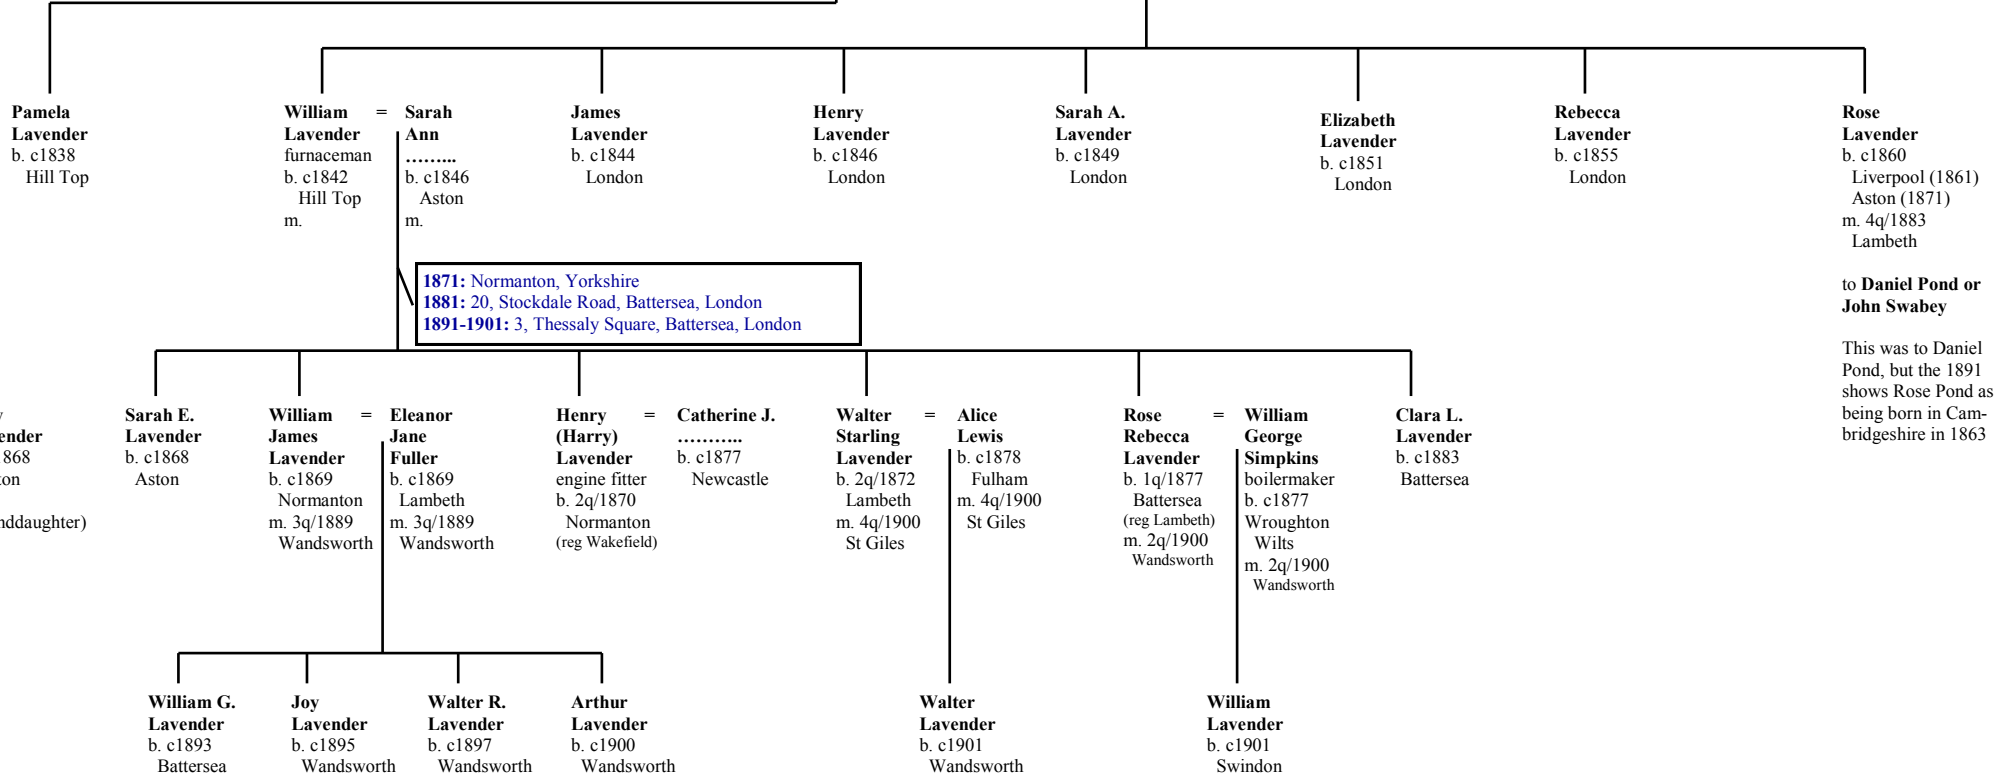 Pamela
Lavender
b. c1838
Hill Top
William = Sarah
Lavender Ann
furnaceman ……...
b. c1842 b. c1846
Hill Top Aston
m. m.
James
Lavender
b. c1844
London
Henry
Lavender
b. c1846
London
Sarah A.
Lavender
b. c1849
London
Elizabeth
Lavender
b. c1851
London
Rebecca
Lavender
b. c1855
London
Rose
Lavender
b. c1860
Liverpool (1861)
Aston (1871)
m. 4q/1883
Lambeth
to Daniel Pond or
John Swabey
This was to Daniel
Pond, but the 1891
shows Rose Pond as
being born in Cam-
bridgeshire in 1863
1871: Normanton, Yorkshire
1881: 20, Stockdale Road, Battersea, London
1891-1901: 3, Thessaly Square, Battersea, London
y
ender
868
on
nddaughter)
Sarah E.
Lavender
b. c1868
Aston
William =
James
Lavender
b. c1869
Normanton
m. 3q/1889
Wandsworth
Eleanor
Jane
Fuller
b. c1869
Lambeth
m. 3q/1889
Wandsworth
Henry =
(Harry)
Lavender
engine fitter
b. 2q/1870
Normanton
(reg Wakefield)
Catherine J.
………..
b. c1877
Newcastle
Walter =
Starling
Lavender
b. 2q/1872
Lambeth
m. 4q/1900
St Giles
Alice
Lewis
b. c1878
Fulham
m. 4q/1900
St Giles
Rose =
Rebecca
Lavender
b. 1q/1877
Battersea
(reg Lambeth)
m. 2q/1900
Wandsworth
William
George
Simpkins
boilermaker
b. c1877
Wroughton
Wilts
m. 2q/1900
Wandsworth
Clara L.
Lavender
b. c1883
Battersea
William G.
Lavender
b. c1893
Battersea
Joy
Lavender
b. c1895
Wandsworth
Walter R.
Lavender
b. c1897
Wandsworth
Arthur
Lavender
b. c1900
Wandsworth
Walter
Lavender
b. c1901
Wandsworth
William
Lavender
b. c1901
Swindon